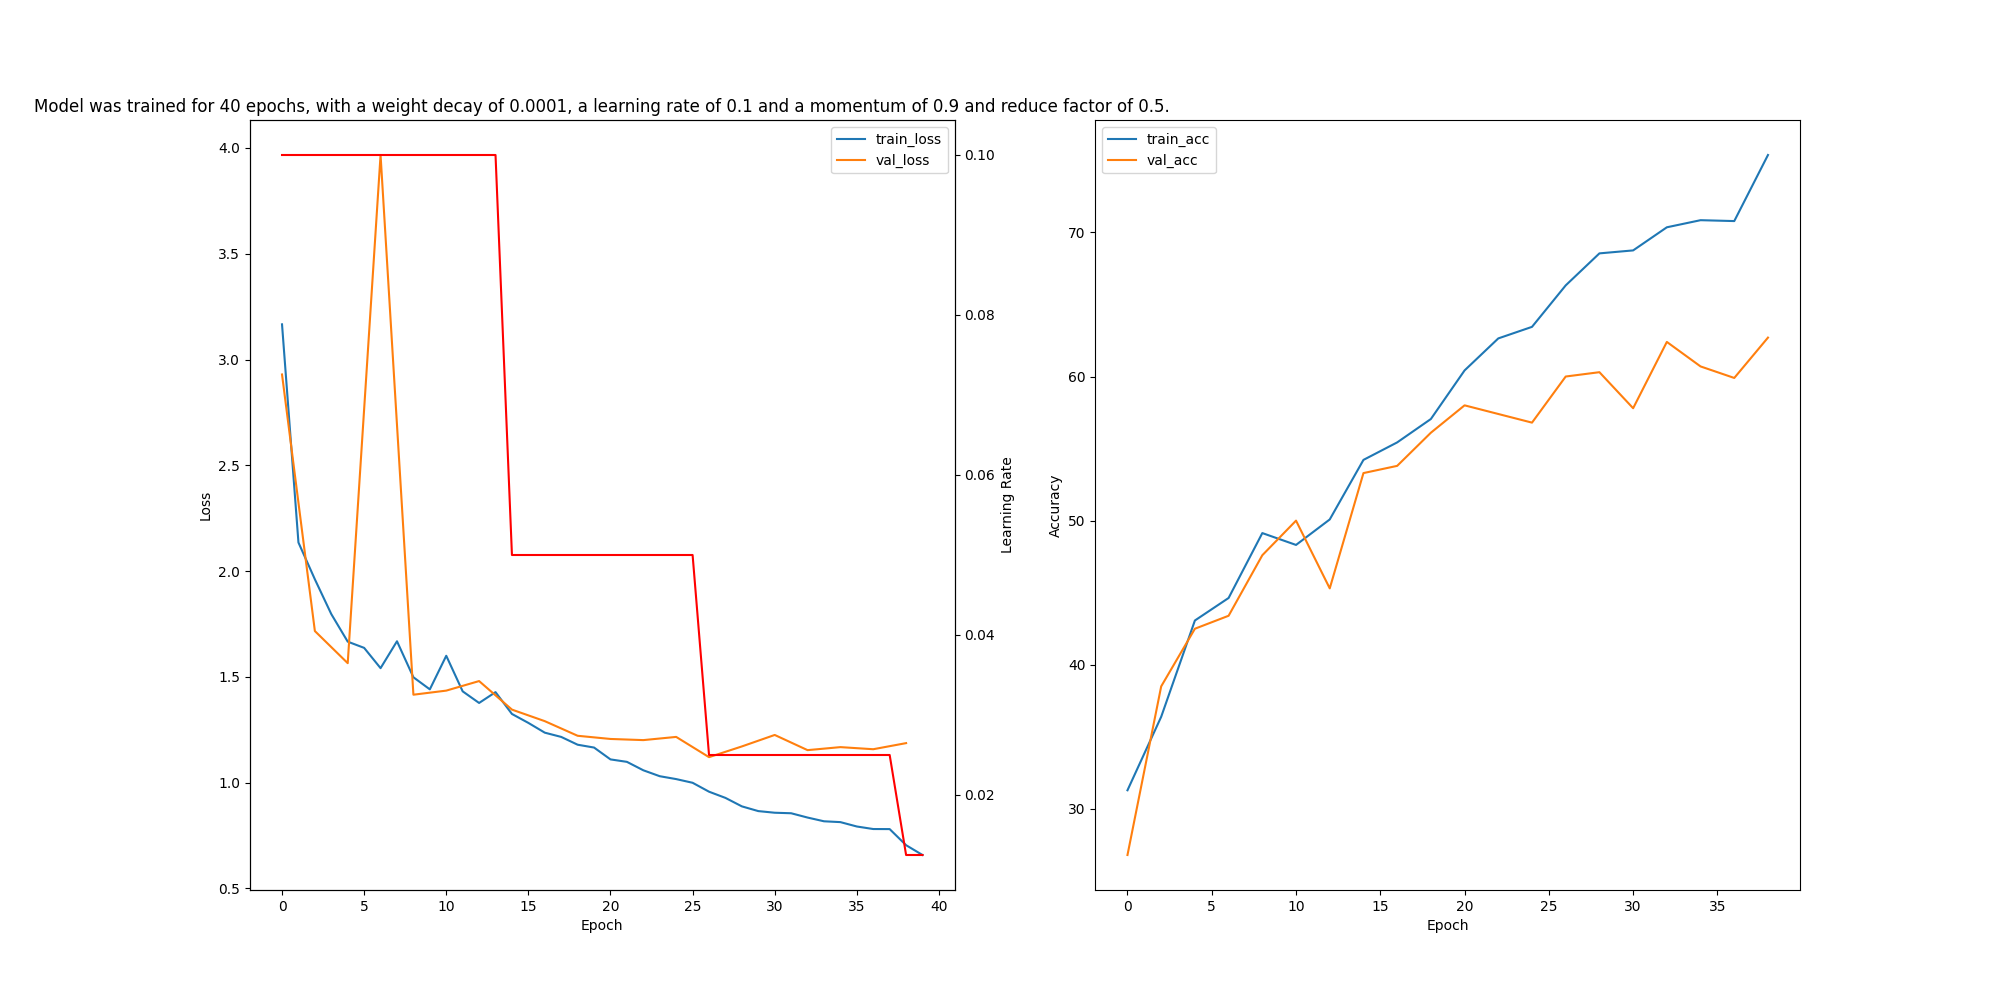 Model was trained for 40 epochs, with a weight decay of 0.0001, a learning rate of 0.1 and a momentum of 0.9 and reduce factor of 0.5.
train_loss
val_loss
4.0
3.5
3.0
2.5
2.0
1.5
1.0
0.5
Loss
0.10
0.08
0.06
0.04
0.02
Learning Rate
0 5 10 15 20 25 30 35 40
Epoch
train_acc
val_acc
70
60
50
40
30
Accuracy
0 5 10 15 20 25 30 35
Epoch